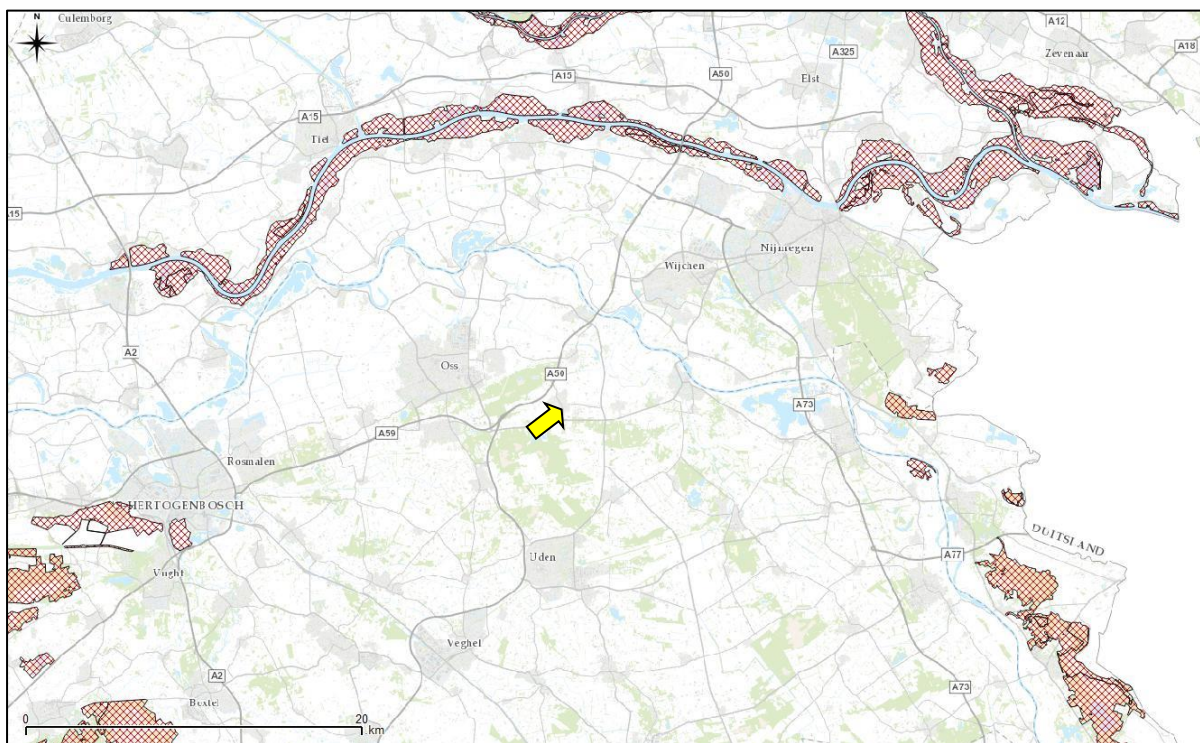 N
Culemborg
A12
A325
Zevenaar
A18
A15
A50
Elst
A15
Tiel
A15
Nijmegen
Wijchen
A2
Oss
A50
A73
A59
Rosmalen
HERTOGENBOSCH
DUITSLAND
Uden
A77
Vught
Veghel
A2
A73
Boxtel
0
20
km